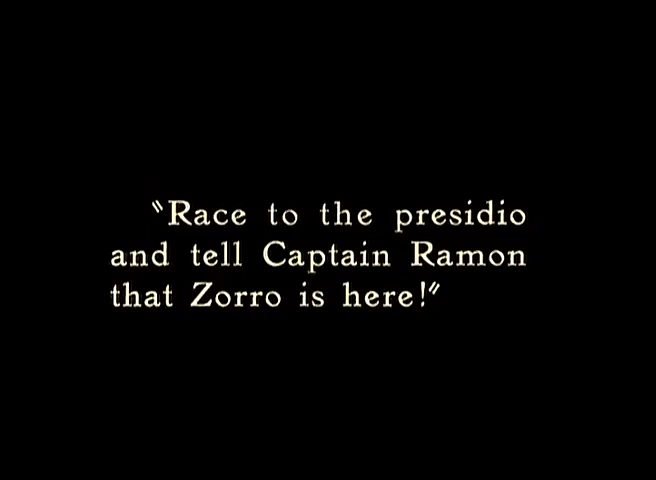 "Race to the presidio
and tell Captain Ramon
that Zorro is here!"